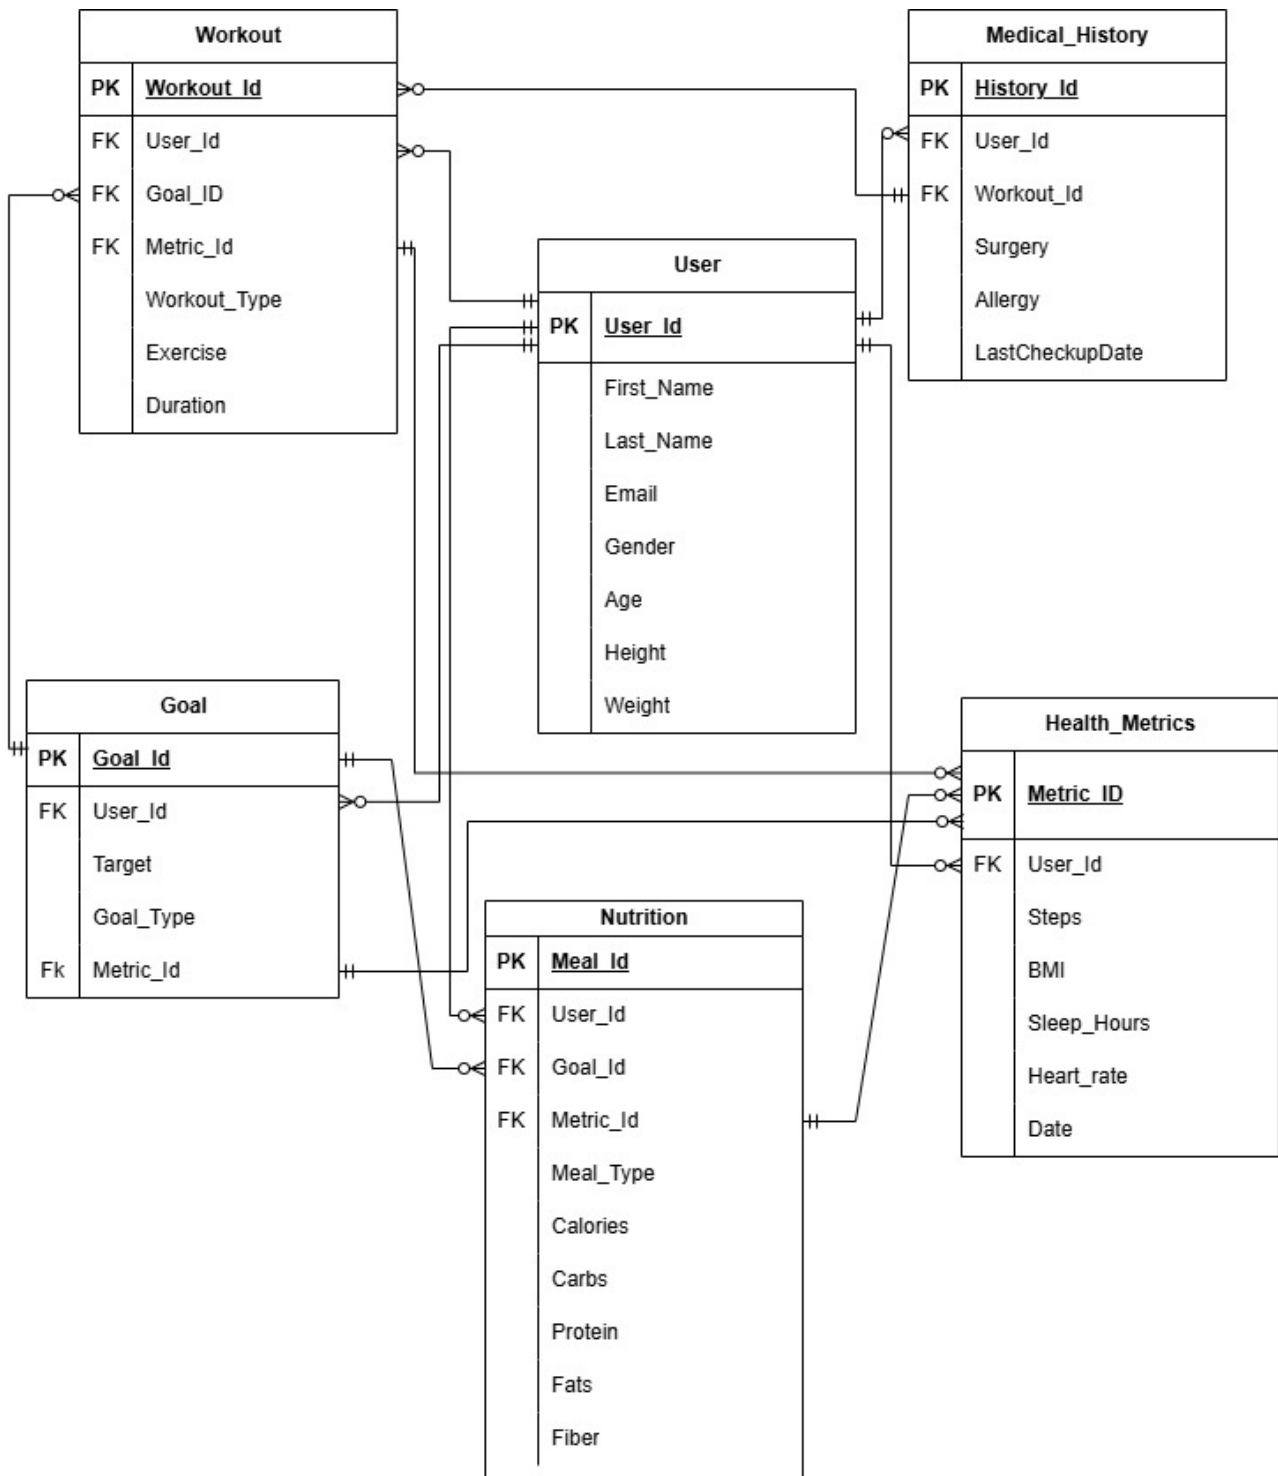 Workout
PK Workout_Id
FK User_Id
FK Goal_ID
FK Metric_Id
Workout_Type
Exercise
Duration
Medical_History
PK History_Id
FK User_Id
FK Workout_Id
Surgery
Allergy
LastCheckupDate
User
PK User_Id
First_Name
Last_Name
Email
Gender
Age
Height
Weight
Goal
PK Goal_Id
FK User_Id
Target
Goal_Type
Fk Metric_Id
Health_Metrics
PK Metric_ID
FK User_Id
Steps
BMI
Sleep_Hours
Heart_rate
Date
Nutrition
PK Meal_Id
FK User_Id
FK Goal_Id
FK Metric_Id
Meal_Type
Calories
Carbs
Protein
Fats
Fiber